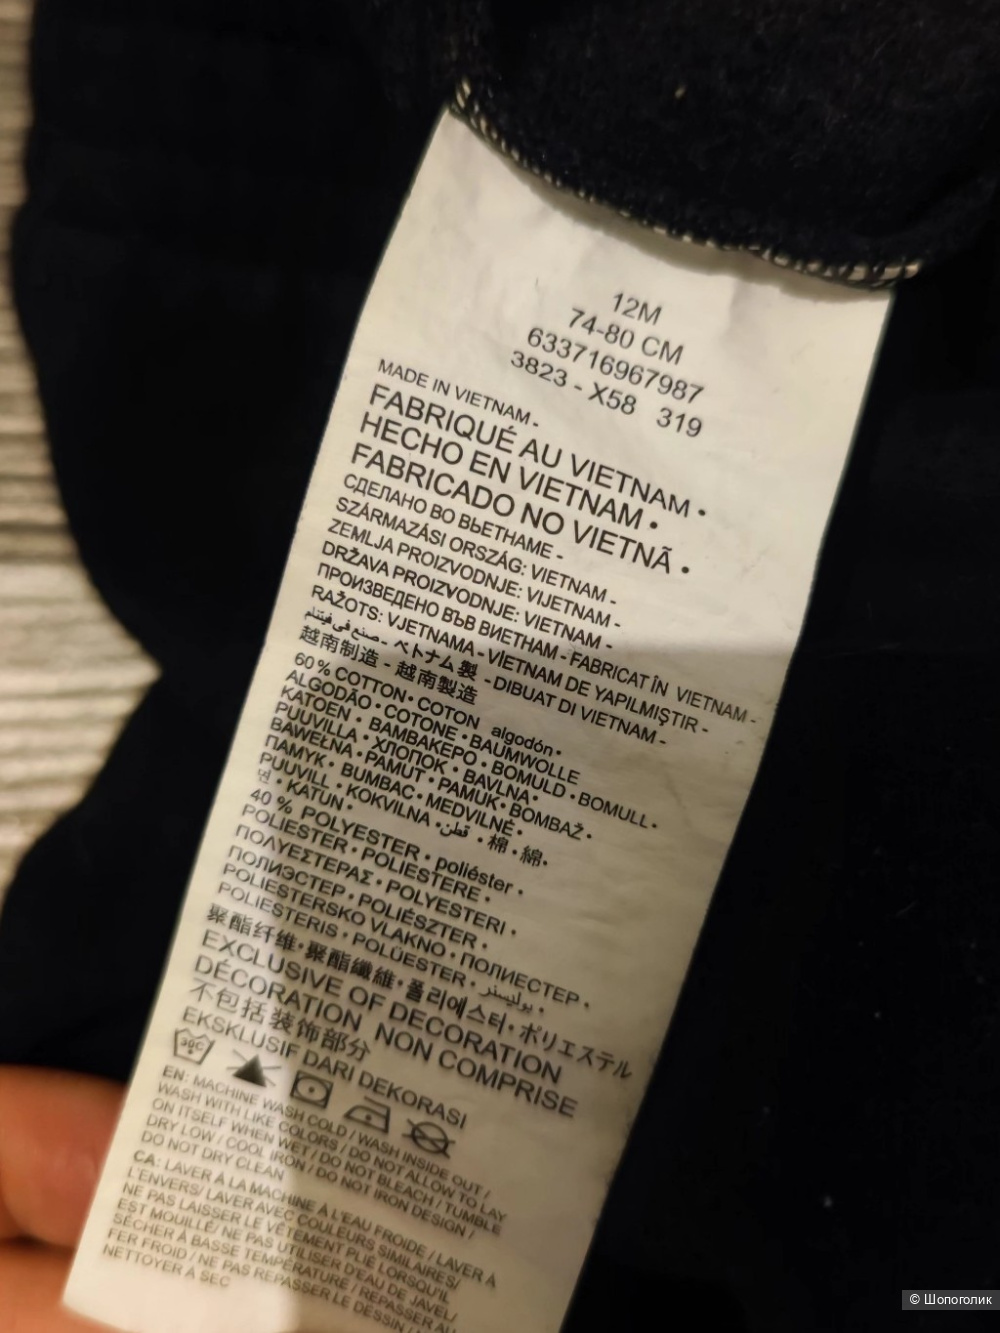 12M
74-80 CM
633716967987
3823 - X58 319
MADE IN VIETNAM -
FABRIQUÉ AU VIETNAM •
HECHO EN VIETNAM •
FABRICADO NO VIETNÃ •
СДЕЛАНО ВО ВЬЕТНАМЕ -
SZÁRMAZÁSI ORSZÁG: VIETNAM -
ZEMLJA PROIZVODNJE: VIJETNAM -
DRŽAVA PROIZVODNJE: VIETNAM -
ПРОИЗВЕДЕНО ВЪВ ВИЕТНАМ - FABRICAT ÎN VIETNAM -
RAŽOTS: VJETNAMA - VIETNAM DE YAPILMIŞTIR -
صنع في فيتنام - ベトナム製 - DIBUAT DI VIETNAM -
越南制造 - 越南製造
60 % COTTON • COTON algodón •
ALGODÃO • COTONE • BAUMWOLLE
KATOEN • ΒΑΜΒΑΚΕΡΟ • BOMULD • BOMULL •
PUUVILLA • ХЛОПОК • BAVLNA •
BAWEŁNA • PAMUT • PAMUK • BOMBAŽ •
ПАМУК • BUMBAC • MEDVILNĖ •
PUUVILL • KOKVILNA • قطن • 棉 • 綿 •
면 • KATUN •
40 % POLYESTER • poliéster •
POLIESTER • POLIESTERE •
ΠΟΛΥΕΣΤΕΡΑΣ • POLYESTERI •
ПОЛИЭСТЕР • POLIÉSZTER •
POLIESTERSKO VLAKNO • ПОЛИЕСТЕР •
POLIESTERIS • POLÜESTER • بوليستر •
聚酯纤维 • 聚酯纖維 • 폴리에스터 • ポリエステル
EXCLUSIVE OF DECORATION
DÉCORATION NON COMPRISE
不包括装饰部分
EKSKLUSIF DARI DEKORASI
30C
EN: MACHINE WASH COLD / WASH INSIDE OUT /
WASH WITH LIKE COLORS / DO NOT ALLOW TO LAY
ON ITSELF WHEN WET / DO NOT BLEACH / TUMBLE
DRY LOW / COOL IRON / DO NOT IRON DESIGN /
DO NOT DRY CLEAN
CA: LAVER À LA MACHINE À L'EAU FROIDE / LAVER À
L'ENVERS/ LAVER AVEC COULEURS SIMILAIRES/
NE PAS LAISSER LE VÊTEMENT PLIÉ LORSQU'IL
EST MOUILLÉ/ NE PAS UTILISER D'EAU DE JAVEL/
SÉCHER À BASSE TEMPÉRATURE / REPASSER AU
FER FROID / NE PAS REPASSER LE DESSIN /
NETTOYER À SEC
© Шопоголик